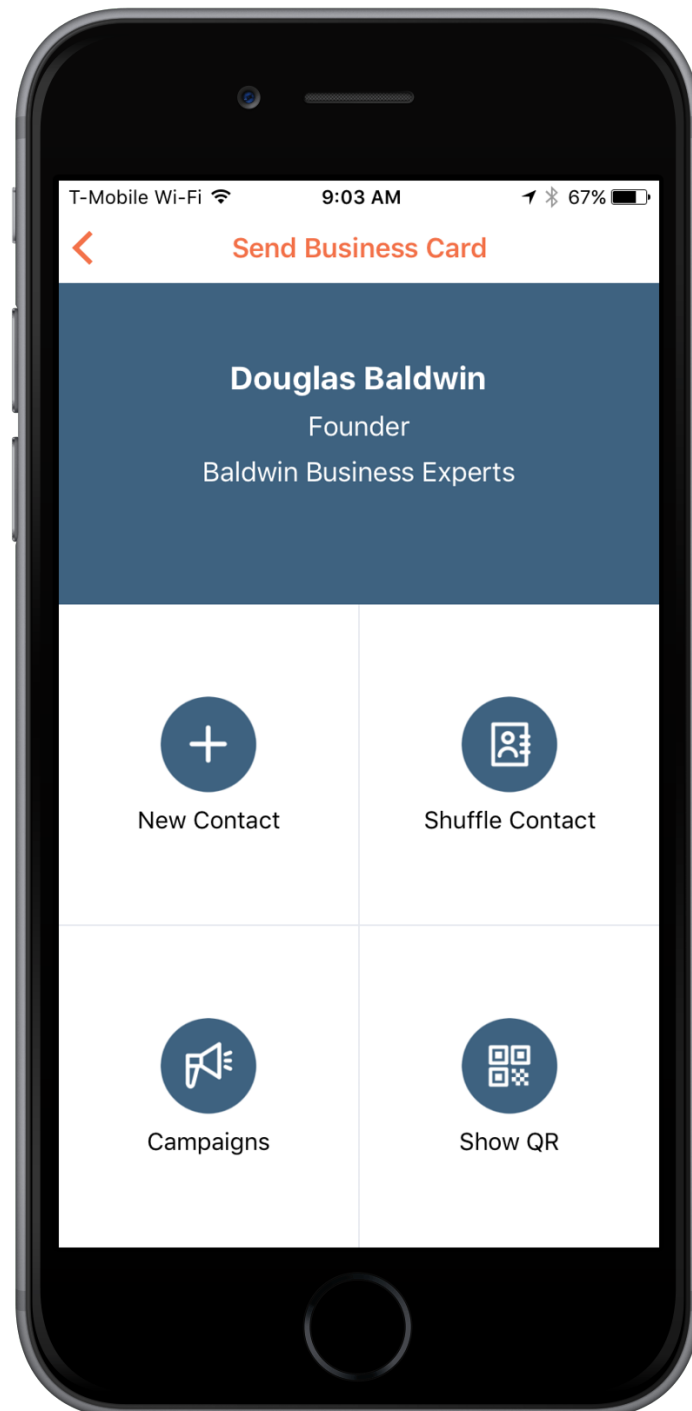 T-Mobile Wi-Fi 9:03 AM 67%
Send Business Card
Douglas Baldwin
Founder
Baldwin Business Experts
New Contact Shuffle Contact
Campaigns Show QR